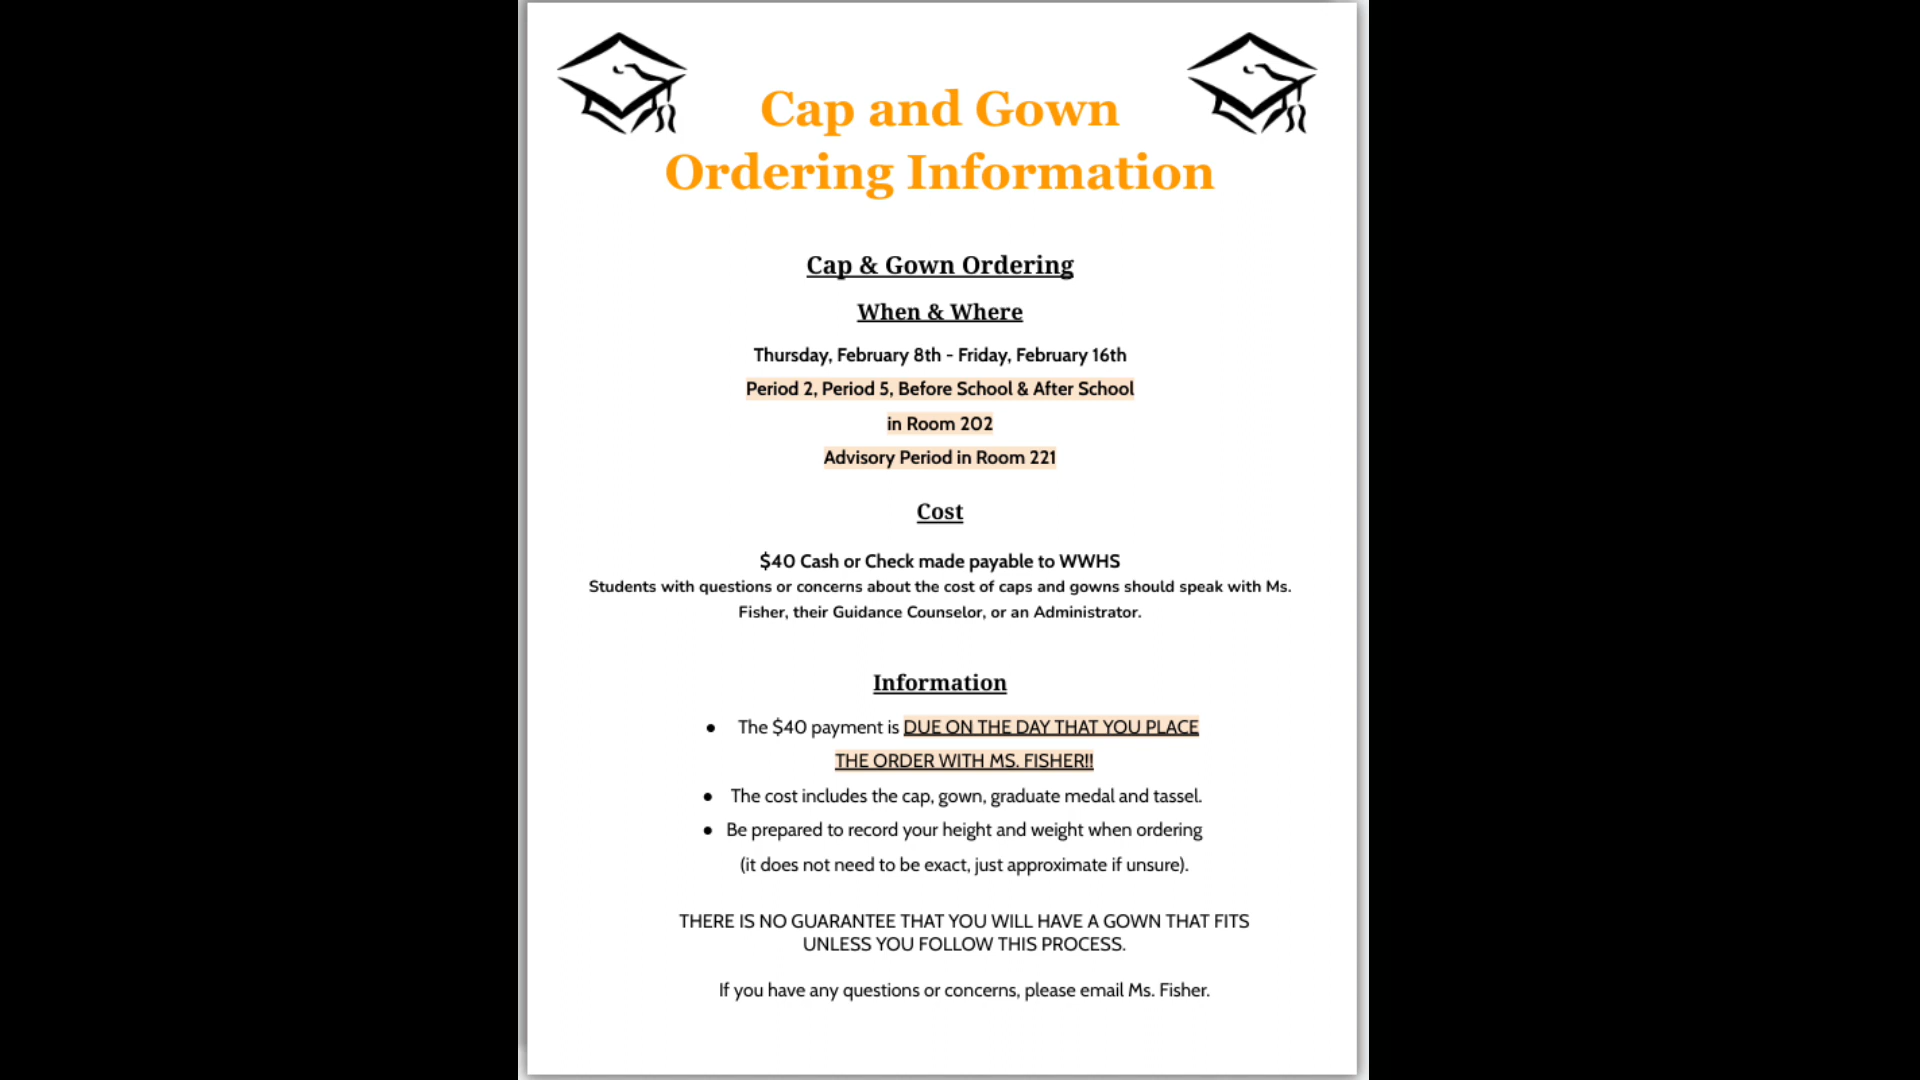 Cap and Gown
Ordering Information
Cap & Gown Ordering
When & Where
Thursday, February 8th - Friday, February 16th
Period 2, Period 5, Before School & After School
in Room 202
Advisory Period in Room 221
Cost
$40 Cash or Check made payable to WWHS
Students with questions or concerns about the cost of caps and gowns should speak with Ms.
Fisher, their Guidance Counselor, or an Administrator.
Information
● The $40 payment is DUE ON THE DAY THAT YOU PLACE
THE ORDER WITH MS. FISHER!!
● The cost includes the cap, gown, graduate medal and tassel.
● Be prepared to record your height and weight when ordering
(it does not need to be exact, just approximate if unsure).
THERE IS NO GUARANTEE THAT YOU WILL HAVE A GOWN THAT FITS
UNLESS YOU FOLLOW THIS PROCESS.
If you have any questions or concerns, please email Ms. Fisher.